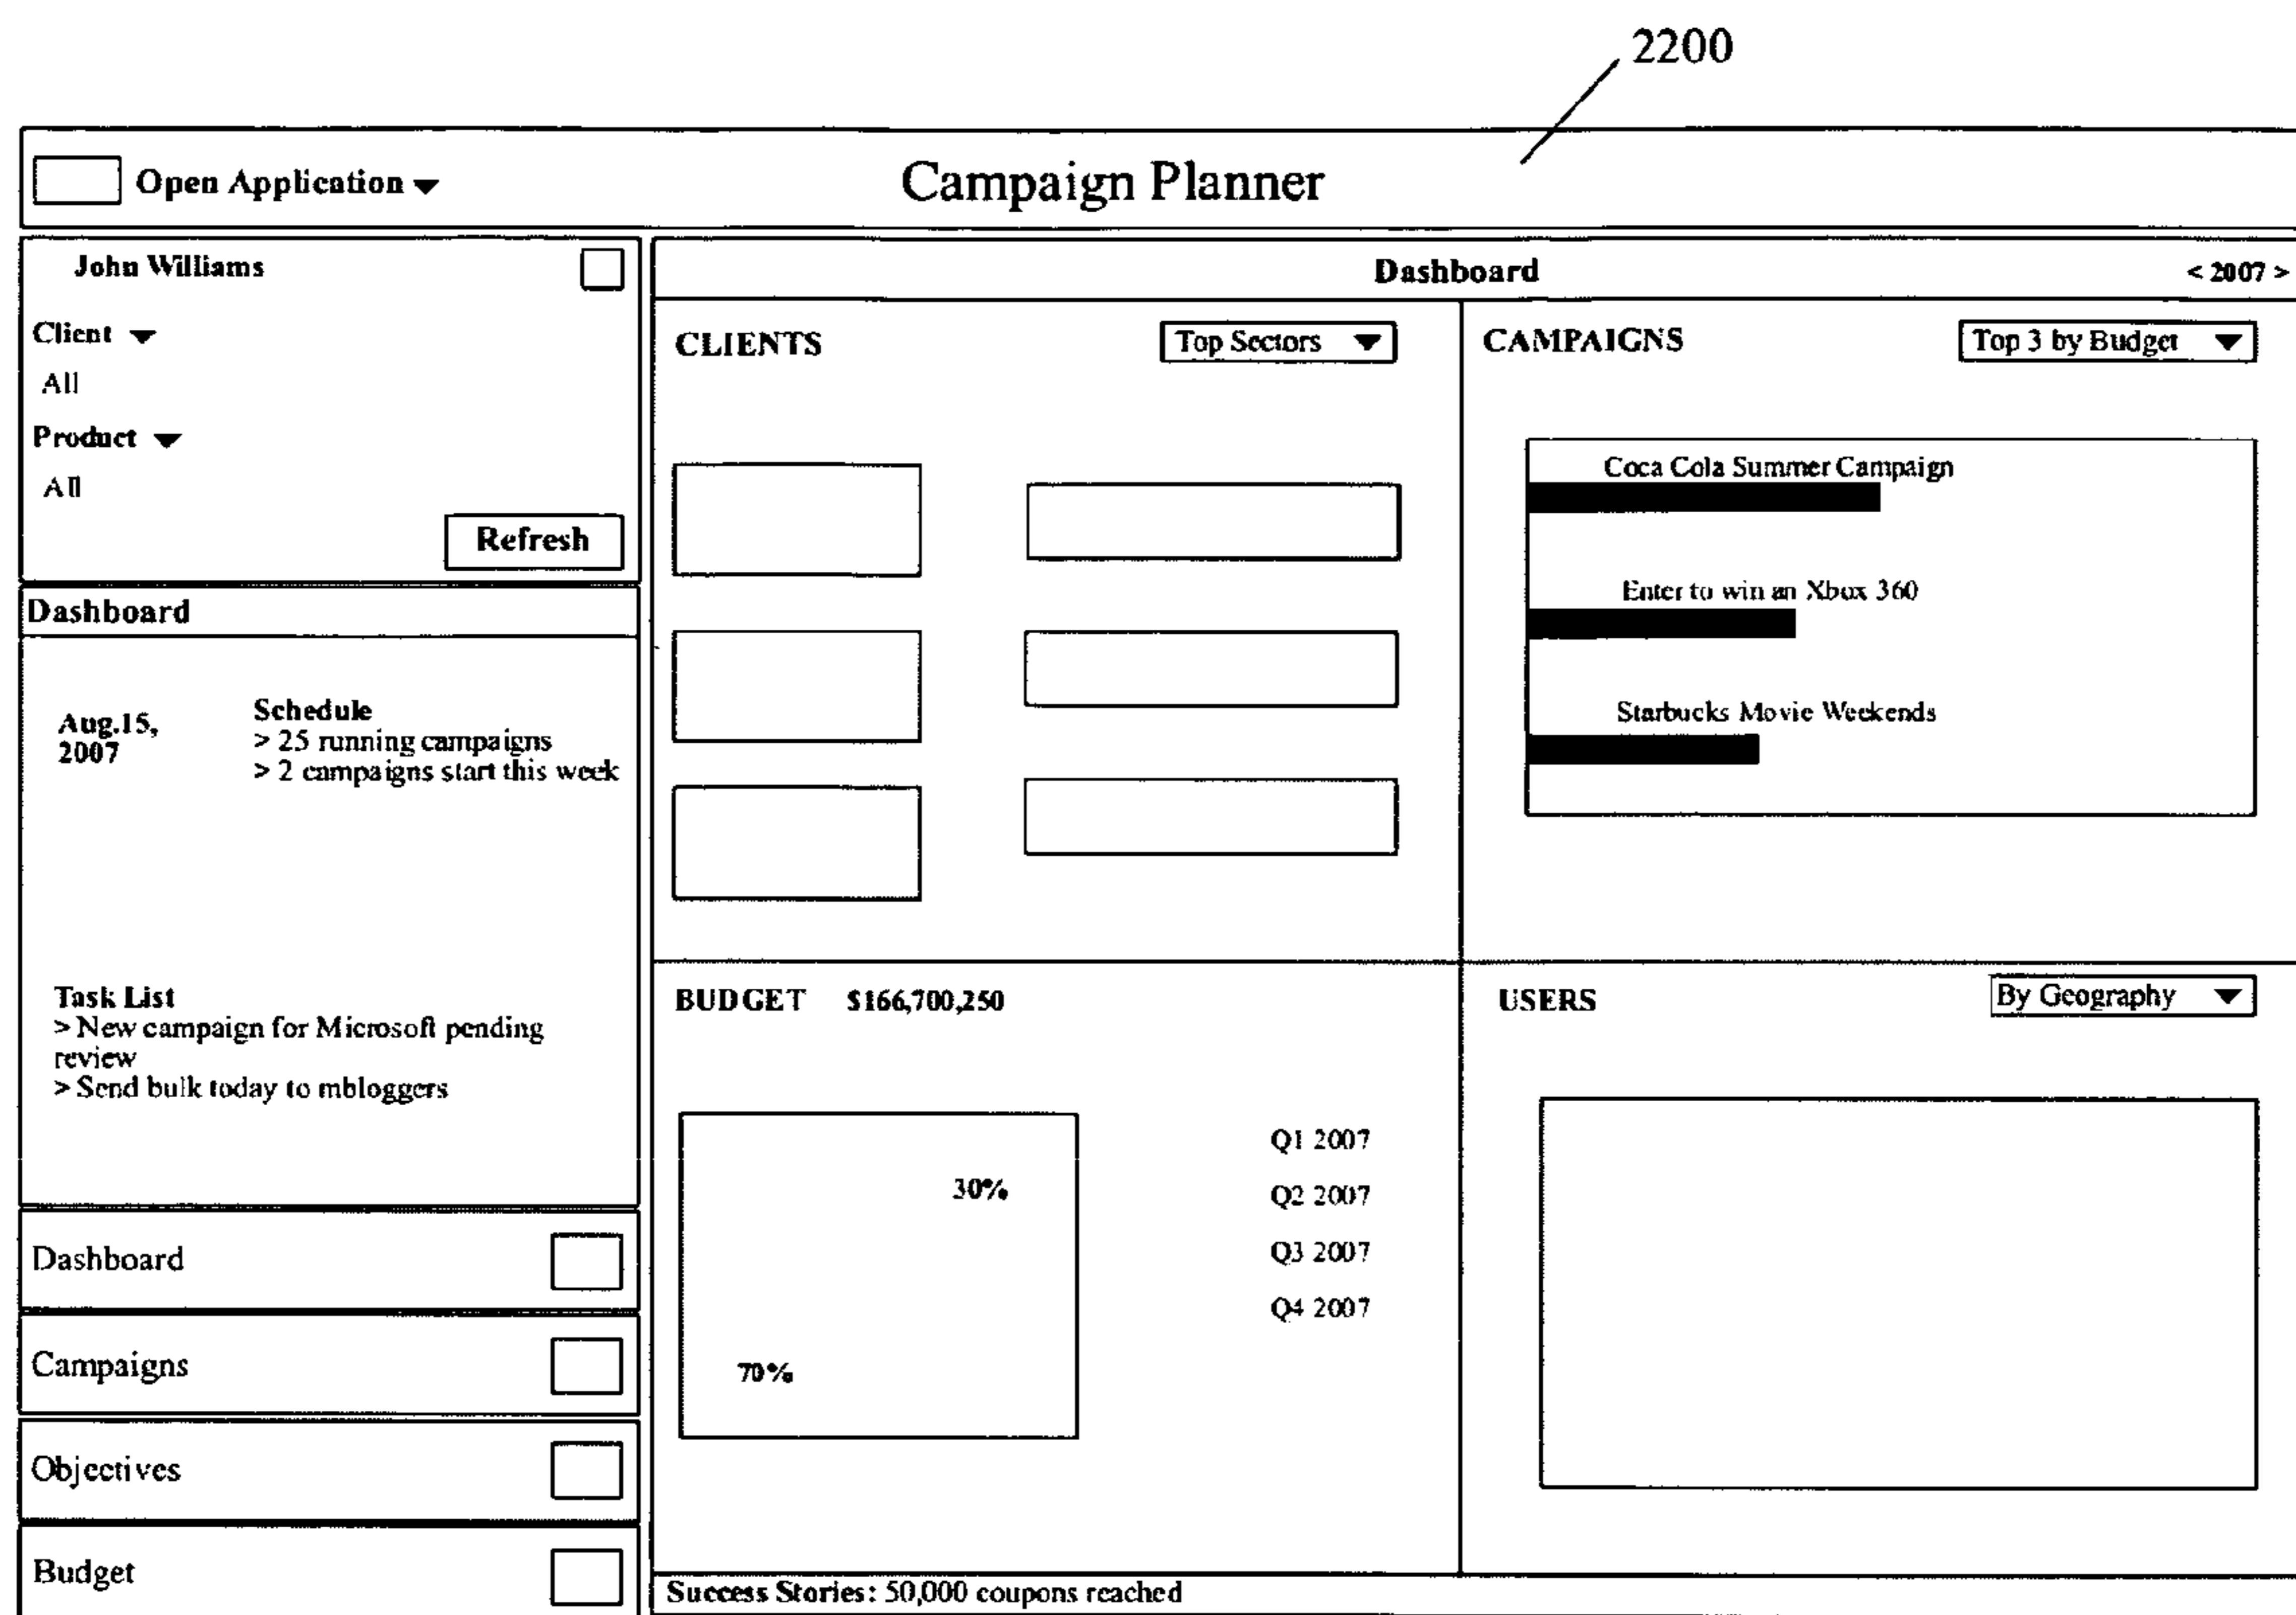 2200
Open Application
Campaign Planner
John Williams
Client
All
Product
All
Refresh
Dashboard
Aug.15,
2007
Schedule
> 25 running campaigns
> 2 campaigns start this week
Task List
> New campaign for Microsoft pending
review
> Send bulk today to mbloggers
Dashboard
Campaigns
Objectives
Budget
Dashboard
< 2007 >
CLIENTS
Top Sectors
CAMPAIGNS
Top 3 by Budget
Coca Cola Summer Campaign
Enter to win an Xbox 360
Starbucks Movie Weekends
BUDGET $166,700,250
30%
70%
Q1 2007
Q2 2007
Q3 2007
Q4 2007
USERS
By Geography
Success Stories: 50,000 coupons reached